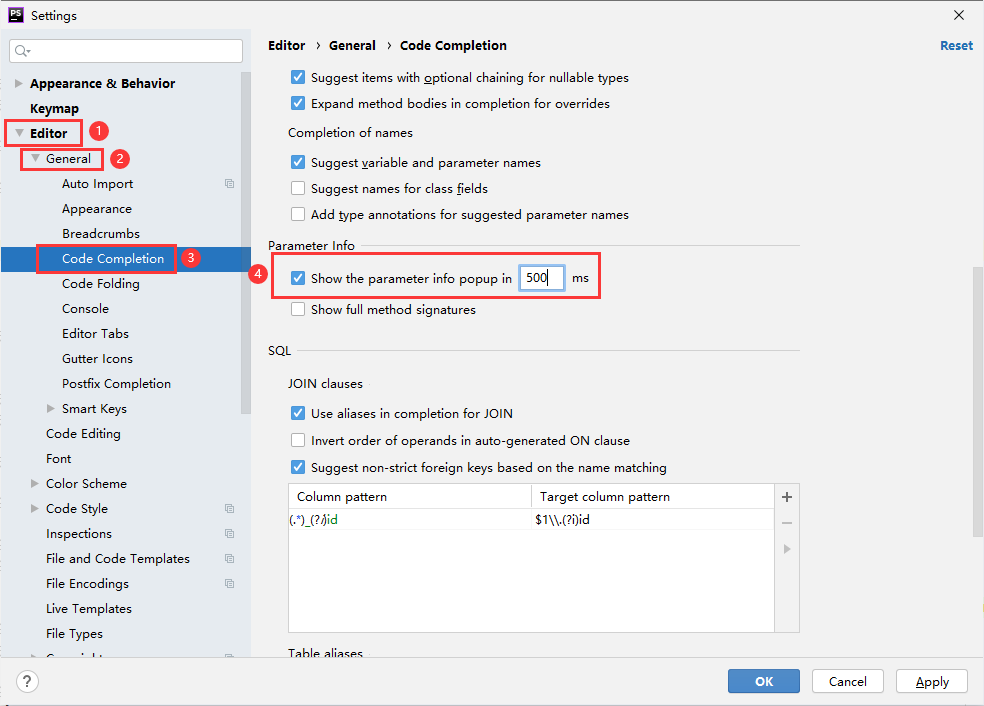 PS Settings
Editor › General › Code Completion Reset
Appearance & Behavior
Keymap
Editor 1
General 2
Auto Import
Appearance
Breadcrumbs
Code Completion 3
Code Folding
Console
Editor Tabs
Gutter Icons
Postfix Completion
Smart Keys
Code Editing
Font
Color Scheme
Code Style
Inspections
File and Code Templates
File Encodings
Live Templates
File Types
Copyright
Suggest items with optional chaining for nullable types
Expand method bodies in completion for overrides
Completion of names
Suggest variable and parameter names
Suggest names for class fields
Add type annotations for suggested parameter names
Parameter Info
4 Show the parameter info popup in 500 ms
Show full method signatures
SQL
JOIN clauses
Use aliases in completion for JOIN
Invert order of operands in auto-generated ON clause
Suggest non-strict foreign keys based on the name matching
Column pattern Target column pattern
(.*)_(?i)id $1\\.(?i)id
Table aliases
? OK Cancel Apply